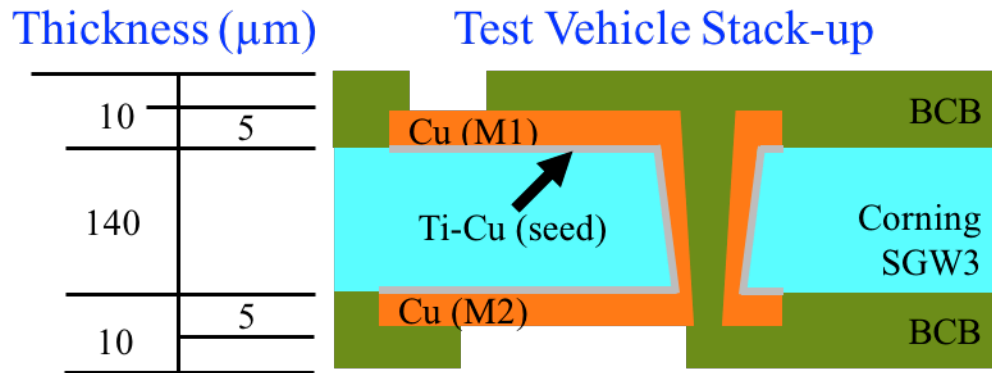 Thickness (µm)
Test Vehicle Stack-up
10
5
BCB
Cu (M1)
140
Ti-Cu (seed)
Corning
SGW3
5
Cu (M2)
10
BCB